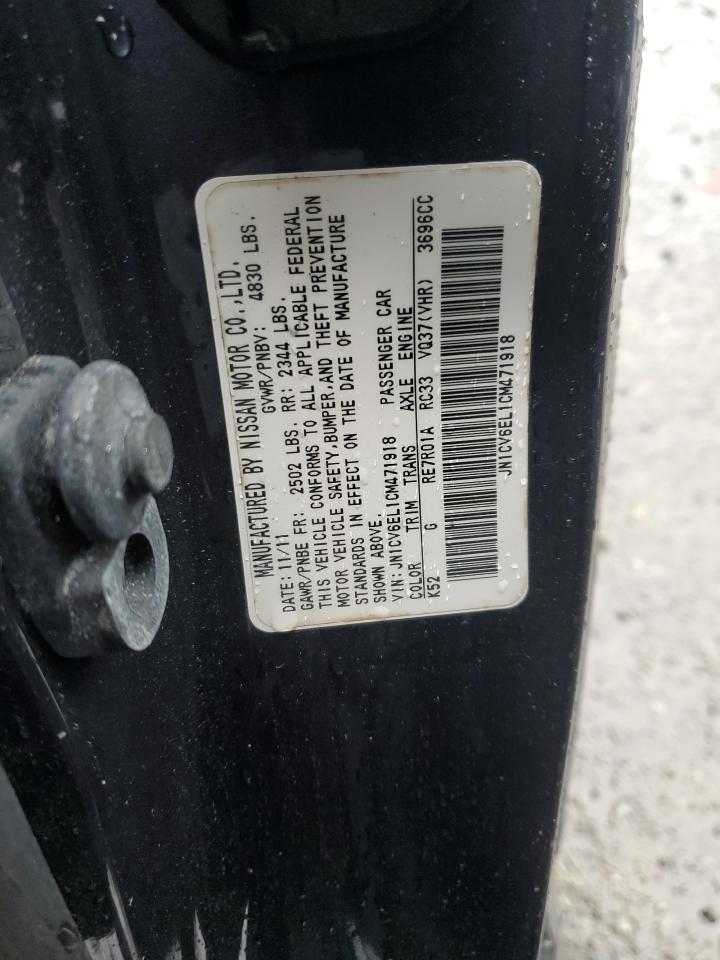 MANUFACTURED BY NISSAN MOTOR CO.,LTD.
DATE: 11/11 GVWR/PNBV: 4830 LBS.
GAWR/PNBE FR: 2502 LBS. RR: 2344 LBS.
THIS VEHICLE CONFORMS TO ALL APPLICABLE FEDERAL
MOTOR VEHICLE SAFETY,BUMPER,AND THEFT PREVENTION
STANDARDS IN EFFECT ON THE DATE OF MANUFACTURE
SHOWN ABOVE.
VIN: JN1CV6EL1CM471918 PASSENGER CAR
COLOR TRIM TRANS AXLE ENGINE
K52 G RE7R01A RC33 VQ37(VHR) 3696CC
JN1CV6EL1CM471918